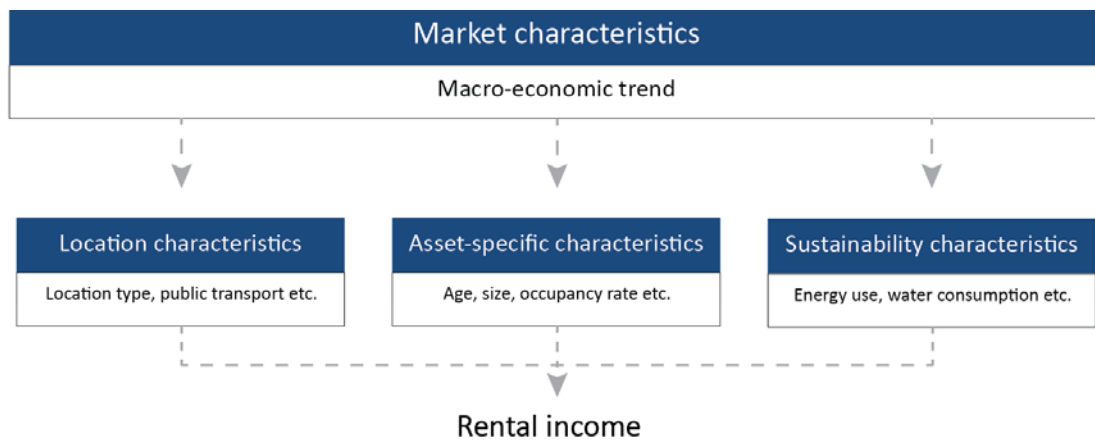 Market characteristics
Macro-economic trend
Location characteristics
Location type, public transport etc.
Asset-specific characteristics
Age, size, occupancy rate etc.
Sustainability characteristics
Energy use, water consumption etc.
Rental income